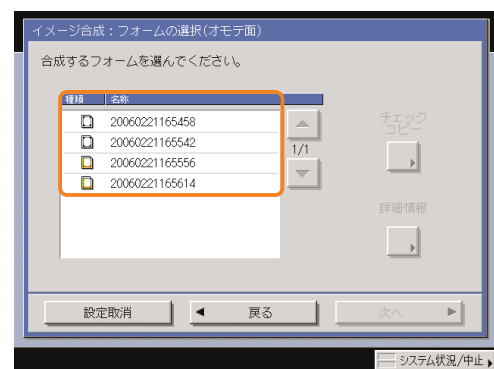 イメージ合成：フォームの選択(オモテ面)
合成するフォームを選んでください。
種類 名称
20060221165458
20060221165542
20060221165556
20060221165614
1/1
チェック
コピー
詳細情報
設定取消
戻る
次へ
システム状況/中止